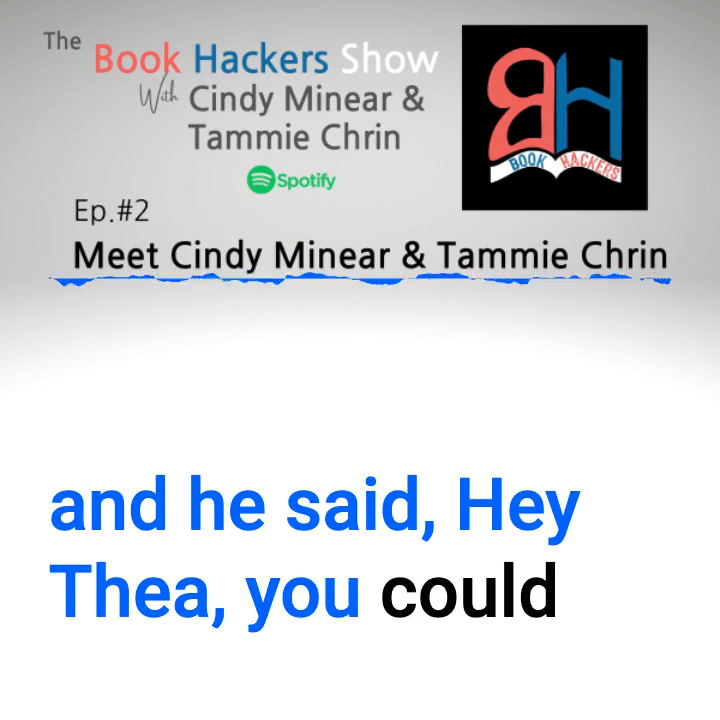 The
Book Hackers Show
With Cindy Minear &
Tammie Chrin
Spotify
BH
BOOK HACKERS
Ep.#2
Meet Cindy Minear & Tammie Chrin
and he said, Hey
Thea, you could